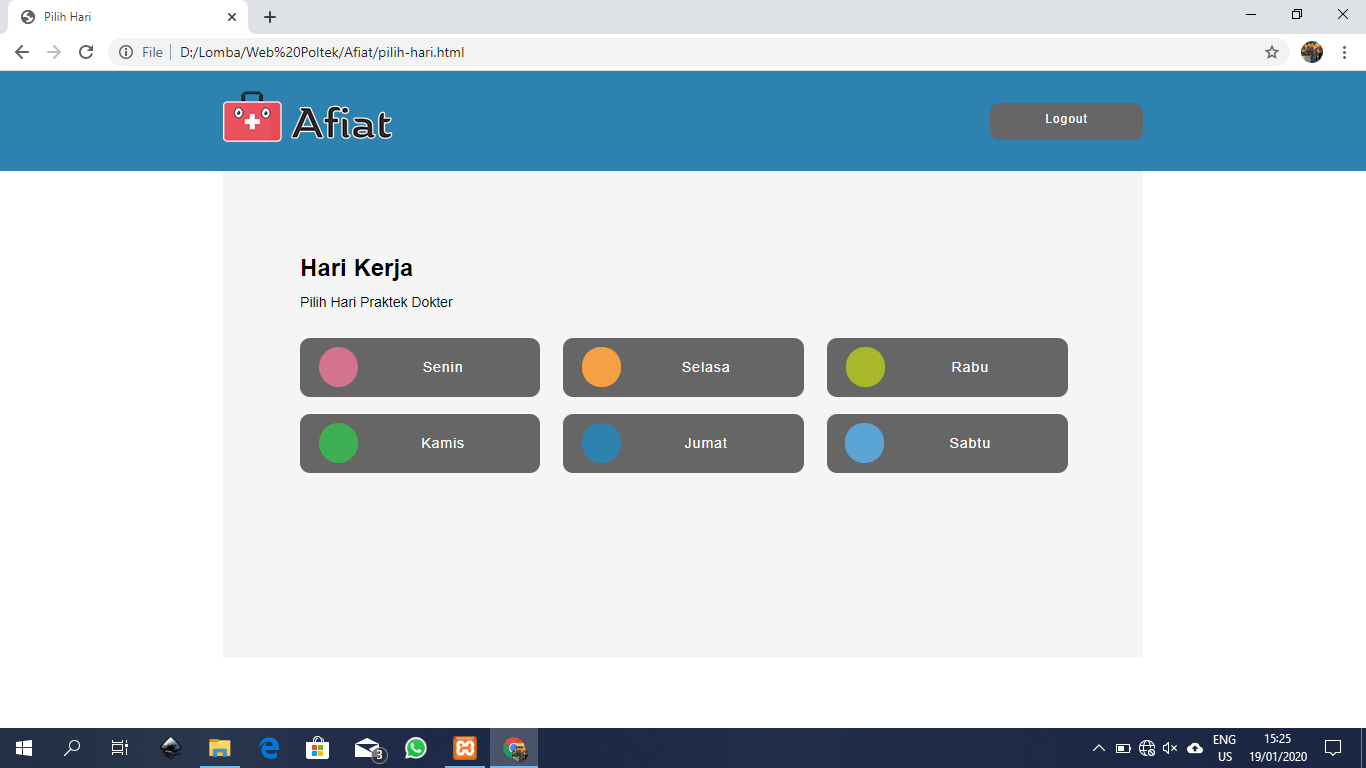 Pilih Hari
File
D:/Lomba/Web%20Poltek/Afiat/pilih-hari.html
Afiat
Logout
Hari Kerja
Pilih Hari Praktek Dokter
Senin
Selasa
Rabu
Kamis
Jumat
Sabtu
3
ENG
US
15:25
19/01/2020